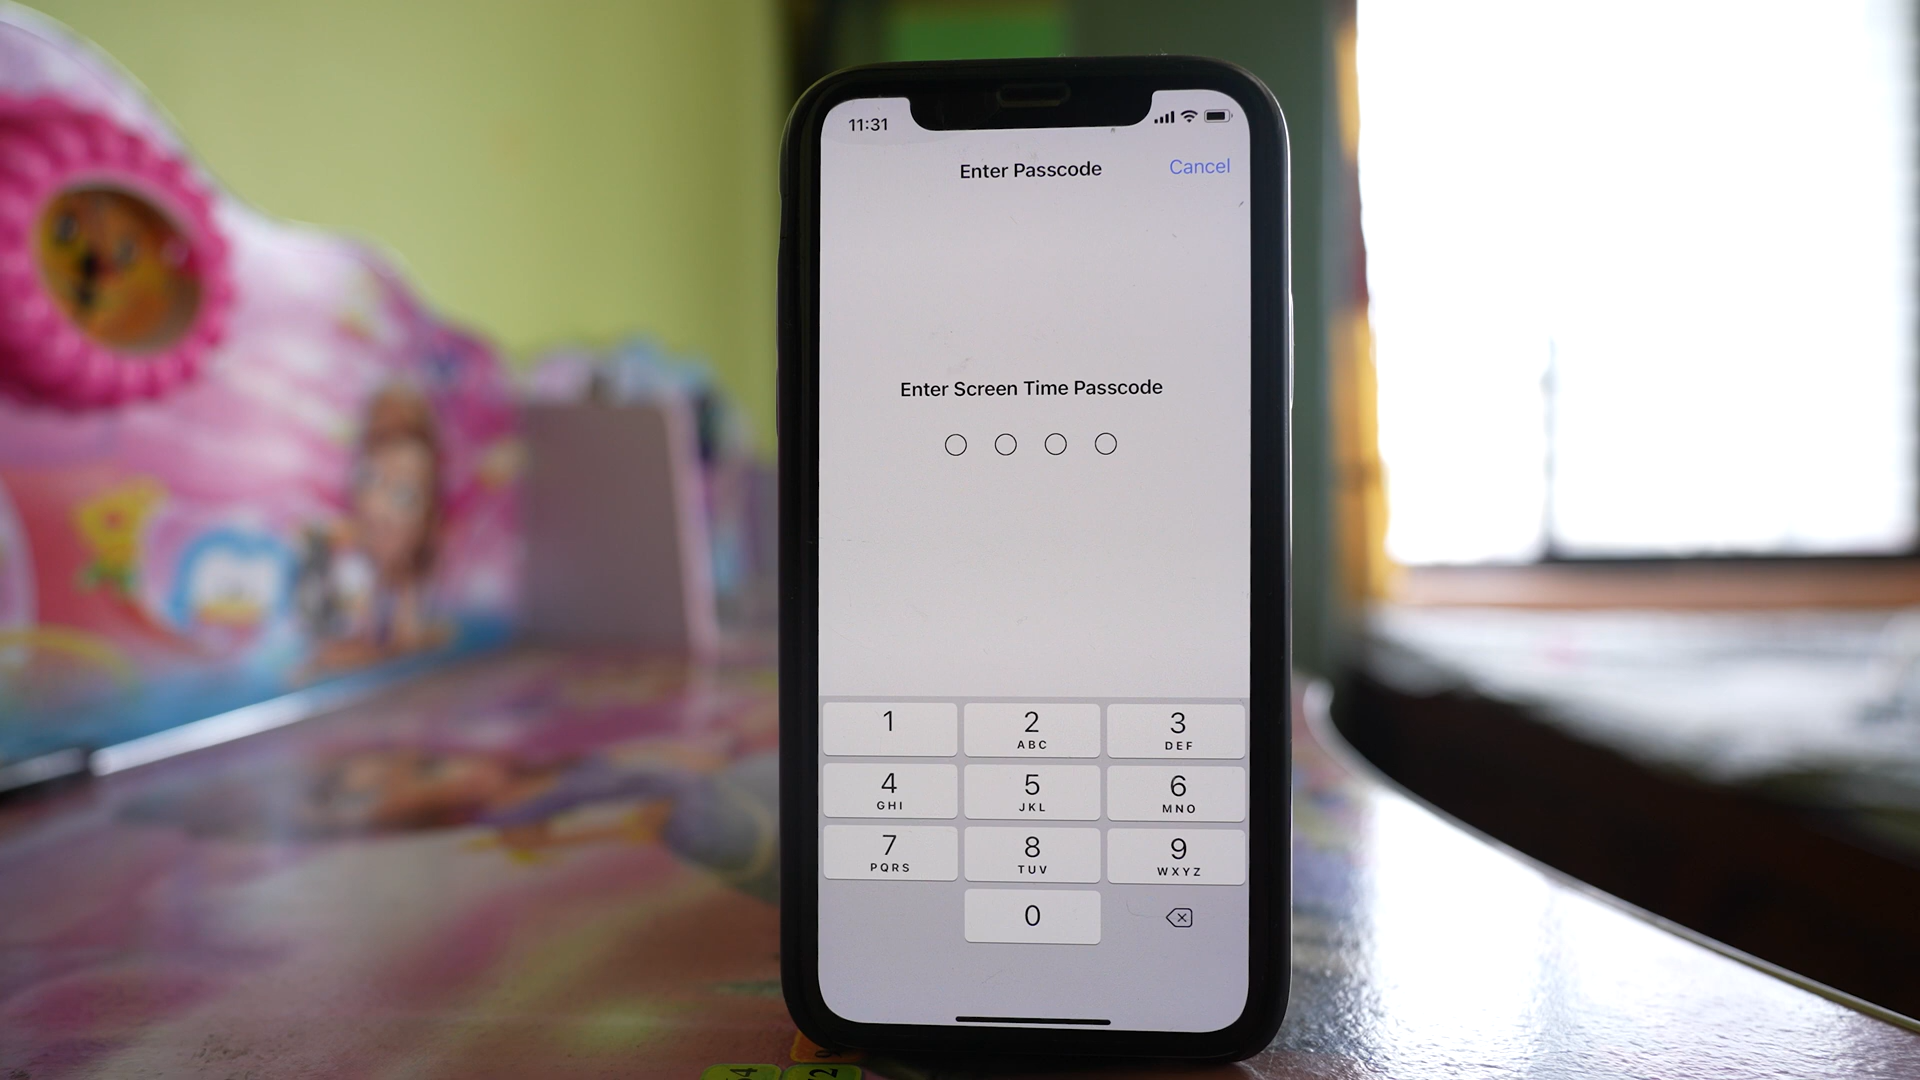 11:31
Enter Passcode
Cancel
Enter Screen Time Passcode
1
2
ABC
3
DEF
4
GHI
5
JKL
6
MNO
7
PQRS
8
TUV
9
WXYZ
0